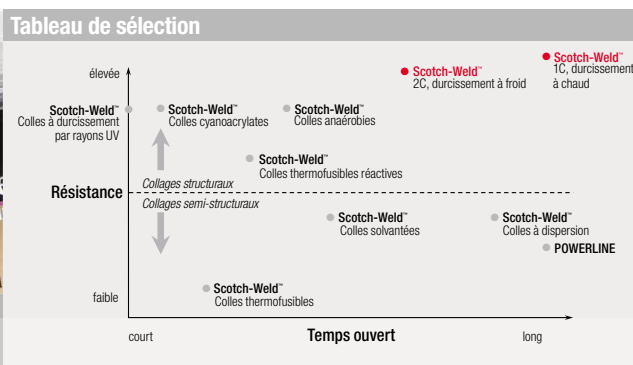 Tableau de sélection
élevée
Scotch-Weld™
2C, durcissement à froid
Scotch-Weld™
1C, durcissement
à chaud
Scotch-Weld™
Colles à durcissement
par rayons UV
Scotch-Weld™
Colles cyanoacrylates
Scotch-Weld™
Colles anaérobies
Scotch-Weld™
Colles thermofusibles réactives
Résistance
Collages structuraux
Collages semi-structuraux
Scotch-Weld™
Colles solvantées
Scotch-Weld™
Colles à dispersion
POWERLINE
faible
Scotch-Weld™
Colles thermofusibles
court
Temps ouvert
long